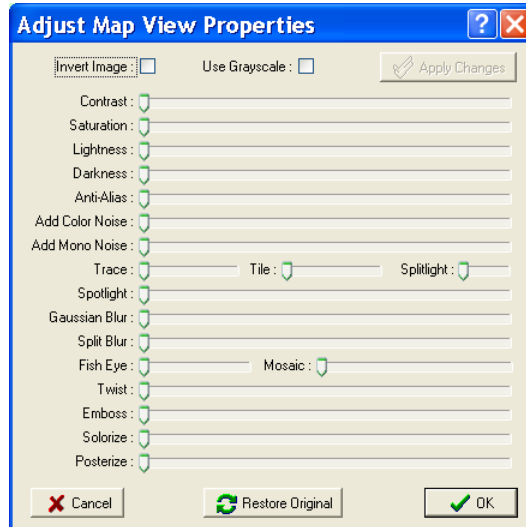 Adjust Map View Properties
Invert Image : Use Grayscale : Apply Changes
Contrast :
Saturation :
Lightness :
Darkness :
Anti-Alias :
Add Color Noise :
Add Mono Noise :
Trace : Tile : Splitlight :
Spotlight :
Gaussian Blur :
Split Blur :
Fish Eye : Mosaic :
Twist :
Emboss :
Solorize :
Posterize :
Cancel Restore Original OK